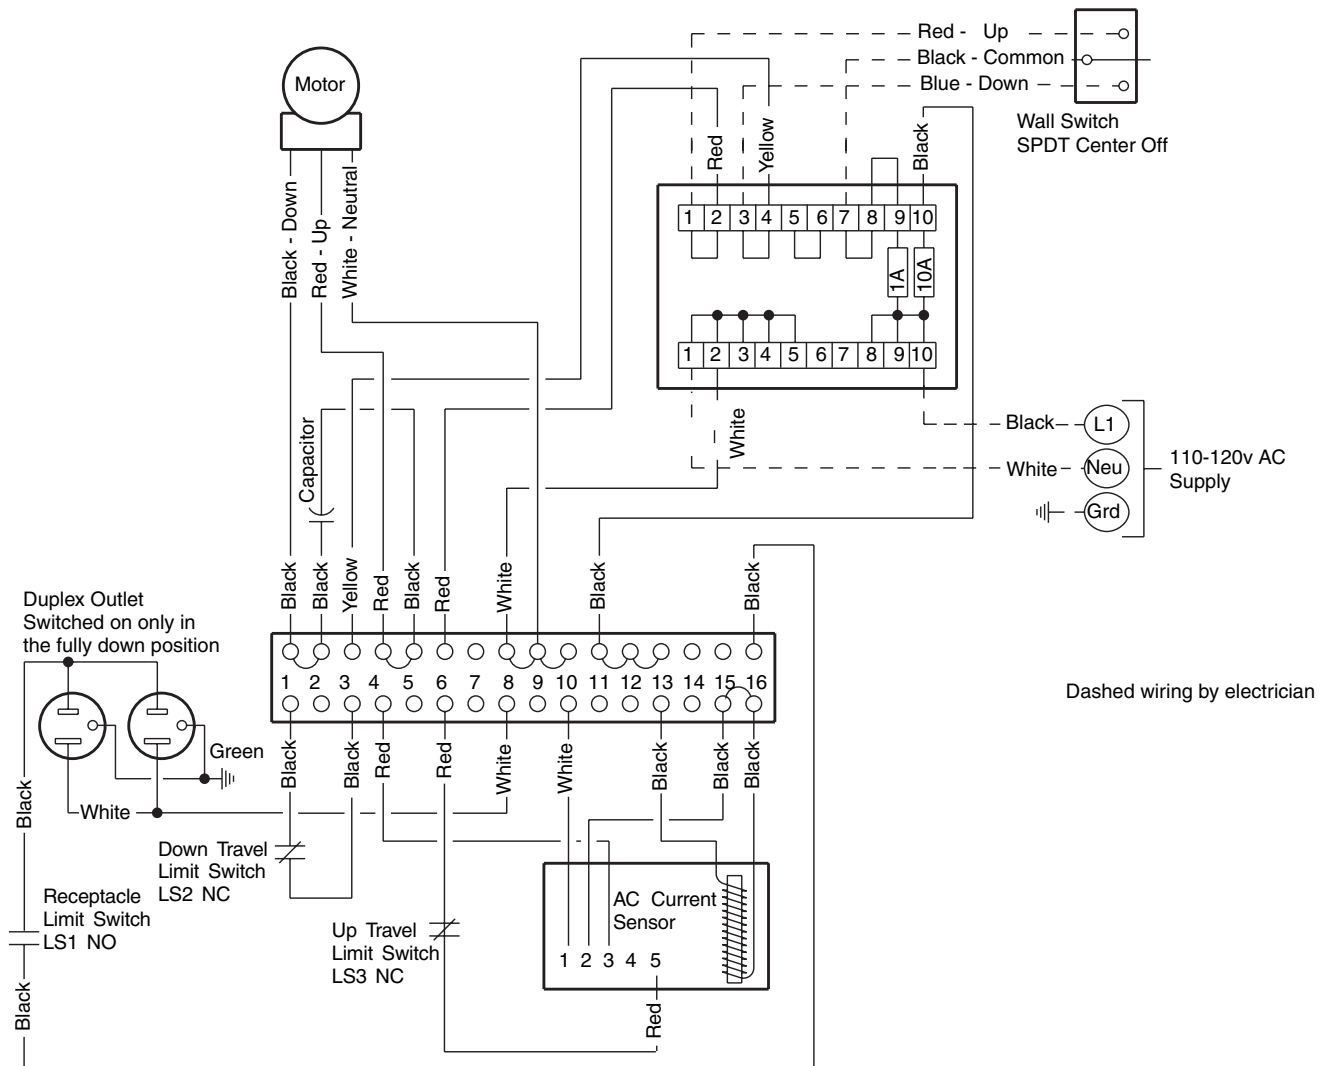 Red - Up
Black - Common
Blue - Down
Wall Switch
SPDT Center Off
Motor
Black - Down
Red - Up
White - Neutral
Red
Yellow
Black
1 2 3 4 5 6 7 8 9 10
1A
10A
1 2 3 4 5 6 7 8 9 10
White
Black
L1
White
Neu
Grd
110-120v AC
Supply
Capacitor
Black
Black
Yellow
Red
Black
Red
White
Black
Black
Duplex Outlet
Switched on only in
the fully down position
1 2 3 4 5 6 7 8 9 10 11 12 13 14 15 16
Dashed wiring by electrician
Green
Black
Black
Red
Red
White
White
Black
Black
Black
Black
White
Down Travel
Limit Switch
LS2 NC
Receptacle
Limit Switch
LS1 NO
Up Travel
Limit Switch
LS3 NC
AC Current
Sensor
1 2 3 4 5
Black
Red